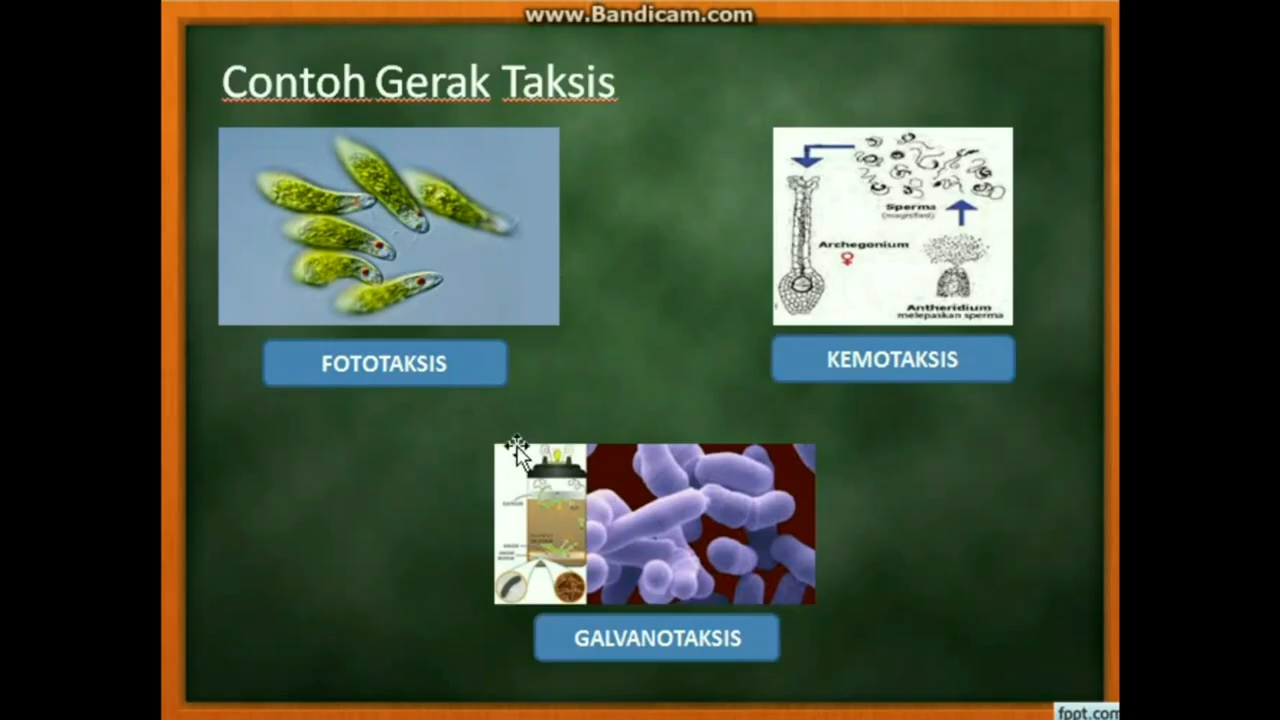 www.Bandicam.com
Contoh Gerak Taksis
Sperma
(magnified)
Archegonium
Antheridium
melepaskan sperma
FOTOTAKSIS
KEMOTAKSIS
GALVANOTAKSIS
fppt.com